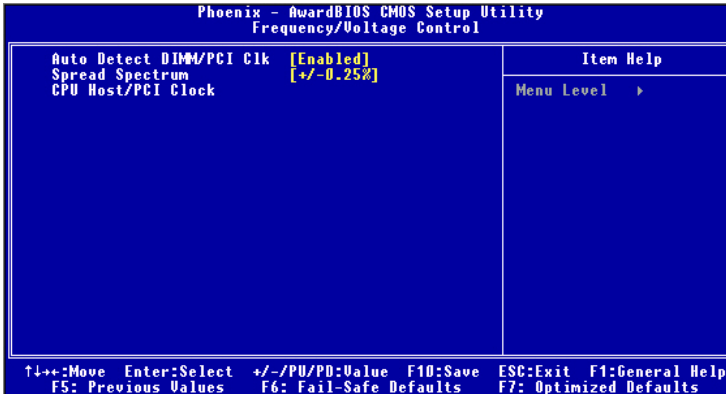 Phoenix - AwardBIOS CMOS Setup Utility
Frequency/Voltage Control
Auto Detect DIMM/PCI Clk [Enabled]
Spread Spectrum [+/-0.25%]
CPU Host/PCI Clock
Item Help
Menu Level ▸
↑↓→←:Move Enter:Select +/-/PU/PD:Value F10:Save ESC:Exit F1:General Help
F5: Previous Values F6: Fail-Safe Defaults F7: Optimized Defaults